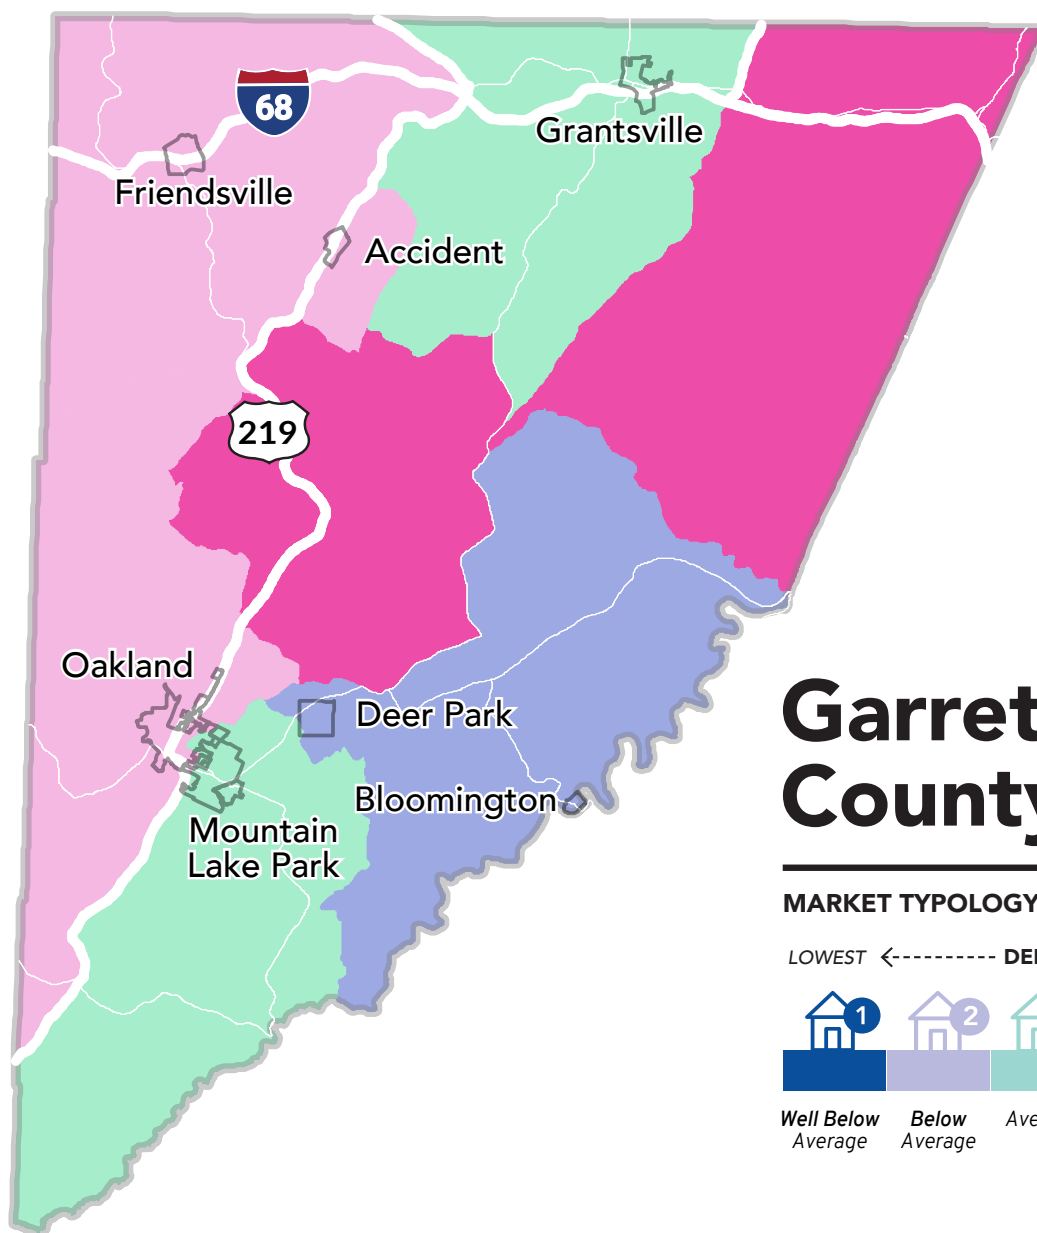 68
Grantsville
Friendsville
Accident
219
Oakland
Deer Park
Bloomington
Mountain
Lake Park
Garret
County
MARKET TYPOLOGY
LOWEST
1
2
Well Below
Average
Below
Average